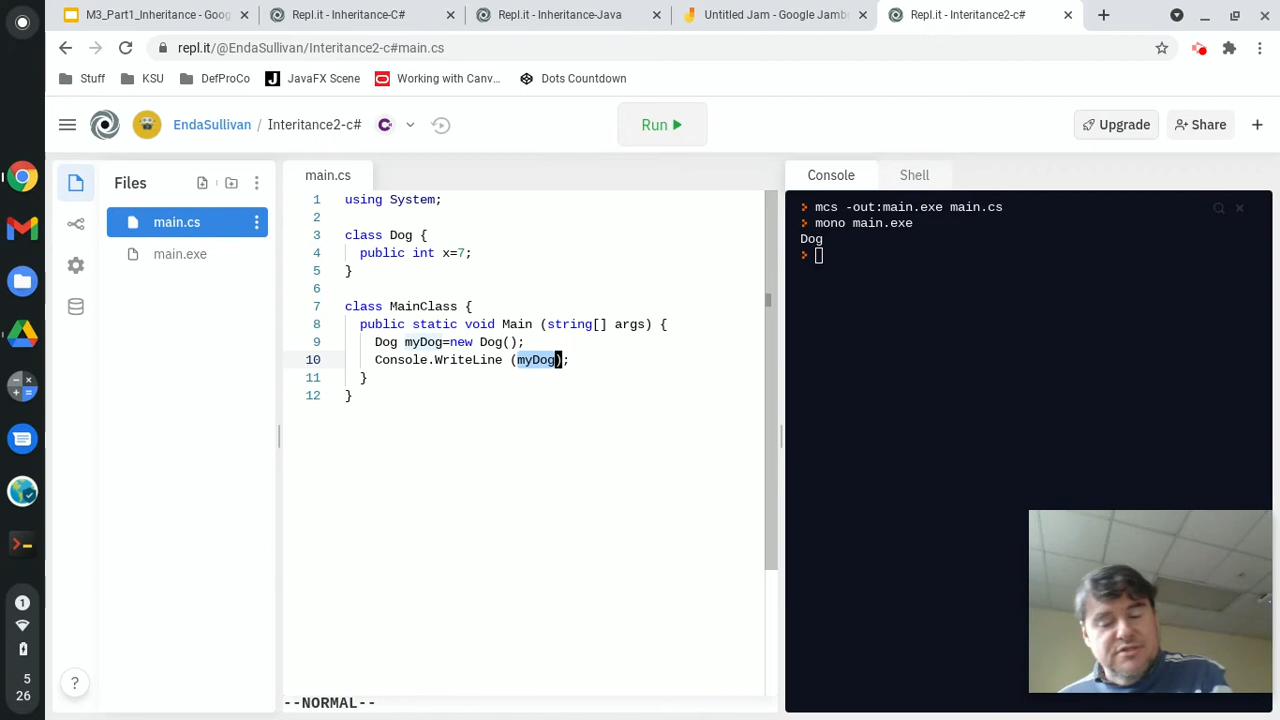 M3_Part1_Inheritance - Goog
Repl.it - Inheritance-C#
Repl.it - Inheritance-Java
Untitled Jam - Google Jambo
Repl.it - Interitance2-c#
repl.it/@EndaSullivan/Interitance2-c#main.cs
Stuff
KSU
DefProCo
JavaFX Scene
Working with Canv...
Dots Countdown
EndaSullivan / Interitance2-c#
Run
Upgrade
Share
Files
main.cs
main.exe
main.cs
1 using System;
2
3 class Dog {
4 public int x=7;
5 }
6
7 class MainClass {
8 public static void Main (string[] args) {
9 Dog myDog=new Dog();
10 Console.WriteLine (myDog);
11 }
12 }
--NORMAL--
Console
Shell
mcs -out:main.exe main.cs
mono main.exe
Dog
1
5
26
?